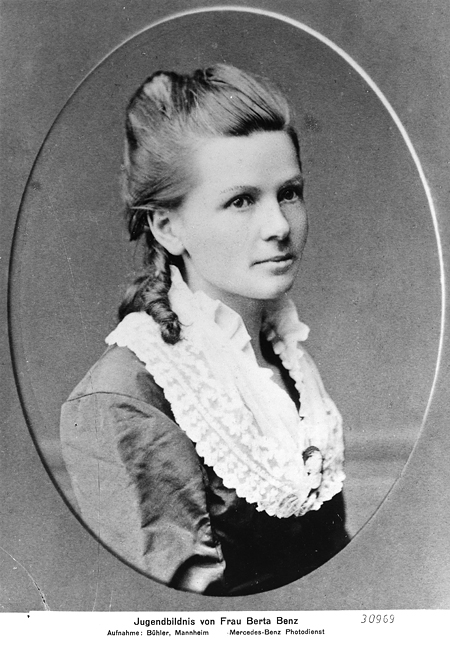 Jugendbildnis von Frau Berta Benz 30969
Aufnahme: Bühler, Mannheim Mercedes-Benz Photodienst